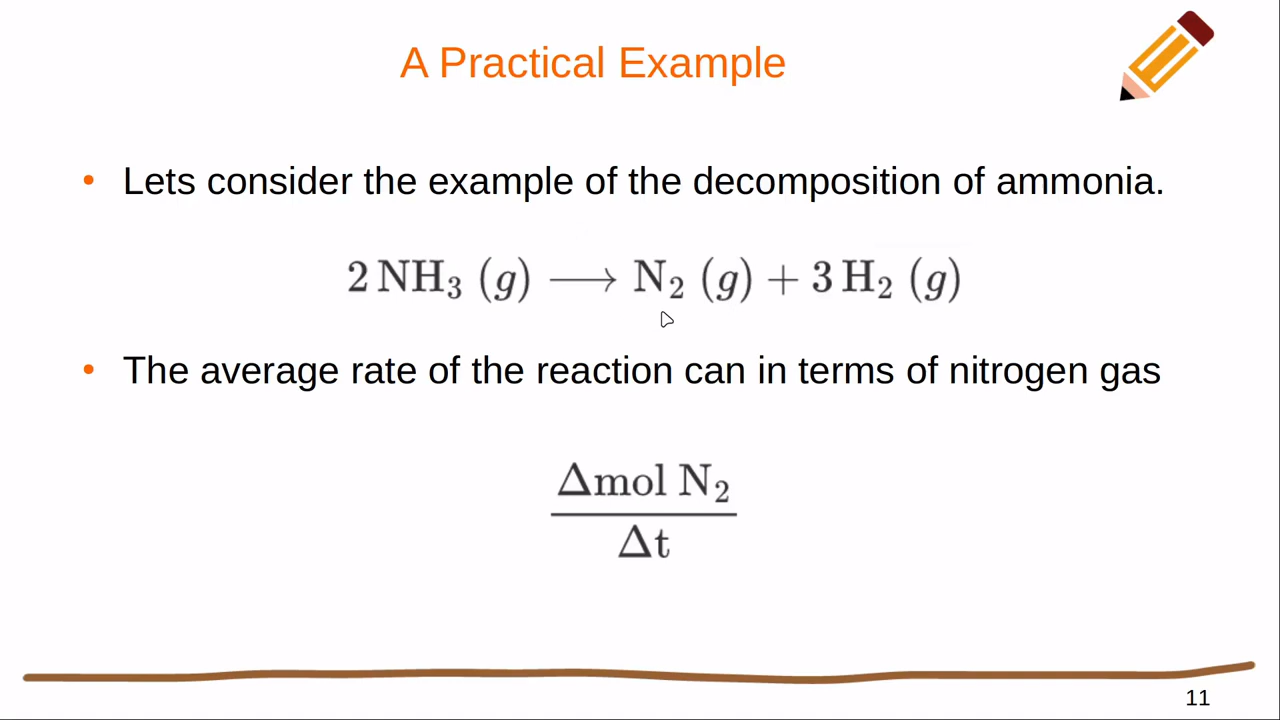 A Practical Example
• Lets consider the example of the decomposition of ammonia.
2 NH₃ (g) ⟶ N₂ (g) + 3 H₂ (g)
• The average rate of the reaction can in terms of nitrogen gas
Δmol N₂
Δt
11